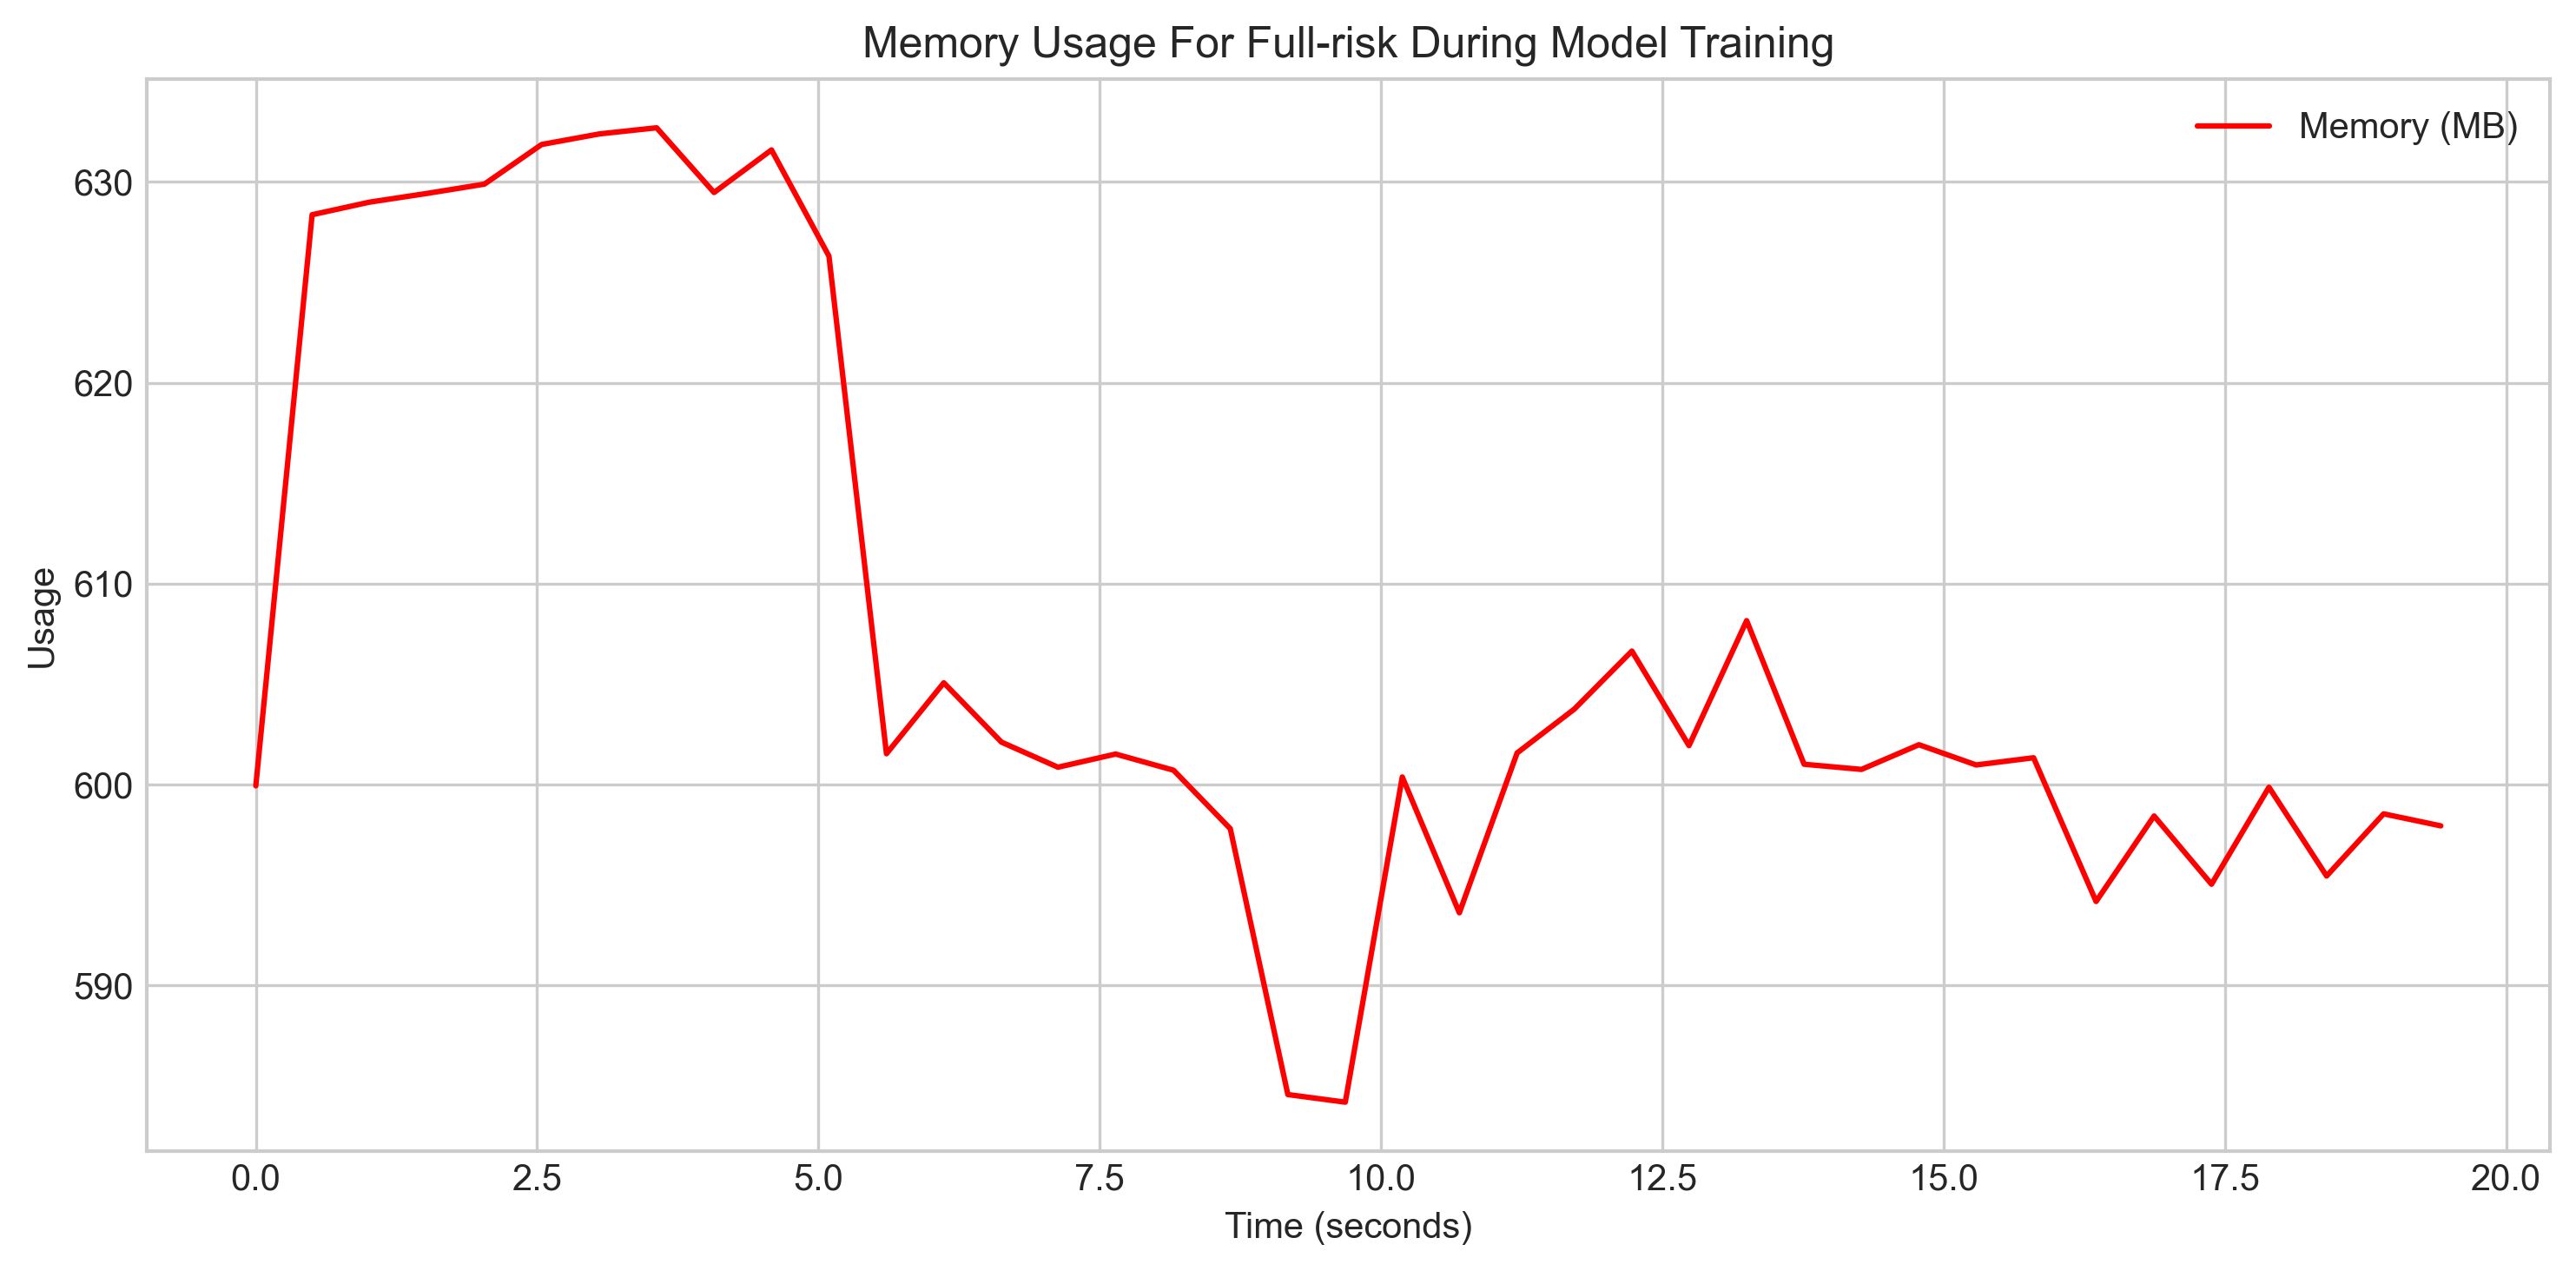 Memory Usage For Full-risk During Model Training
Memory (MB)
630
620
610
600
590
Usage
0.0 2.5 5.0 7.5 10.0 12.5 15.0 17.5 20.0
Time (seconds)